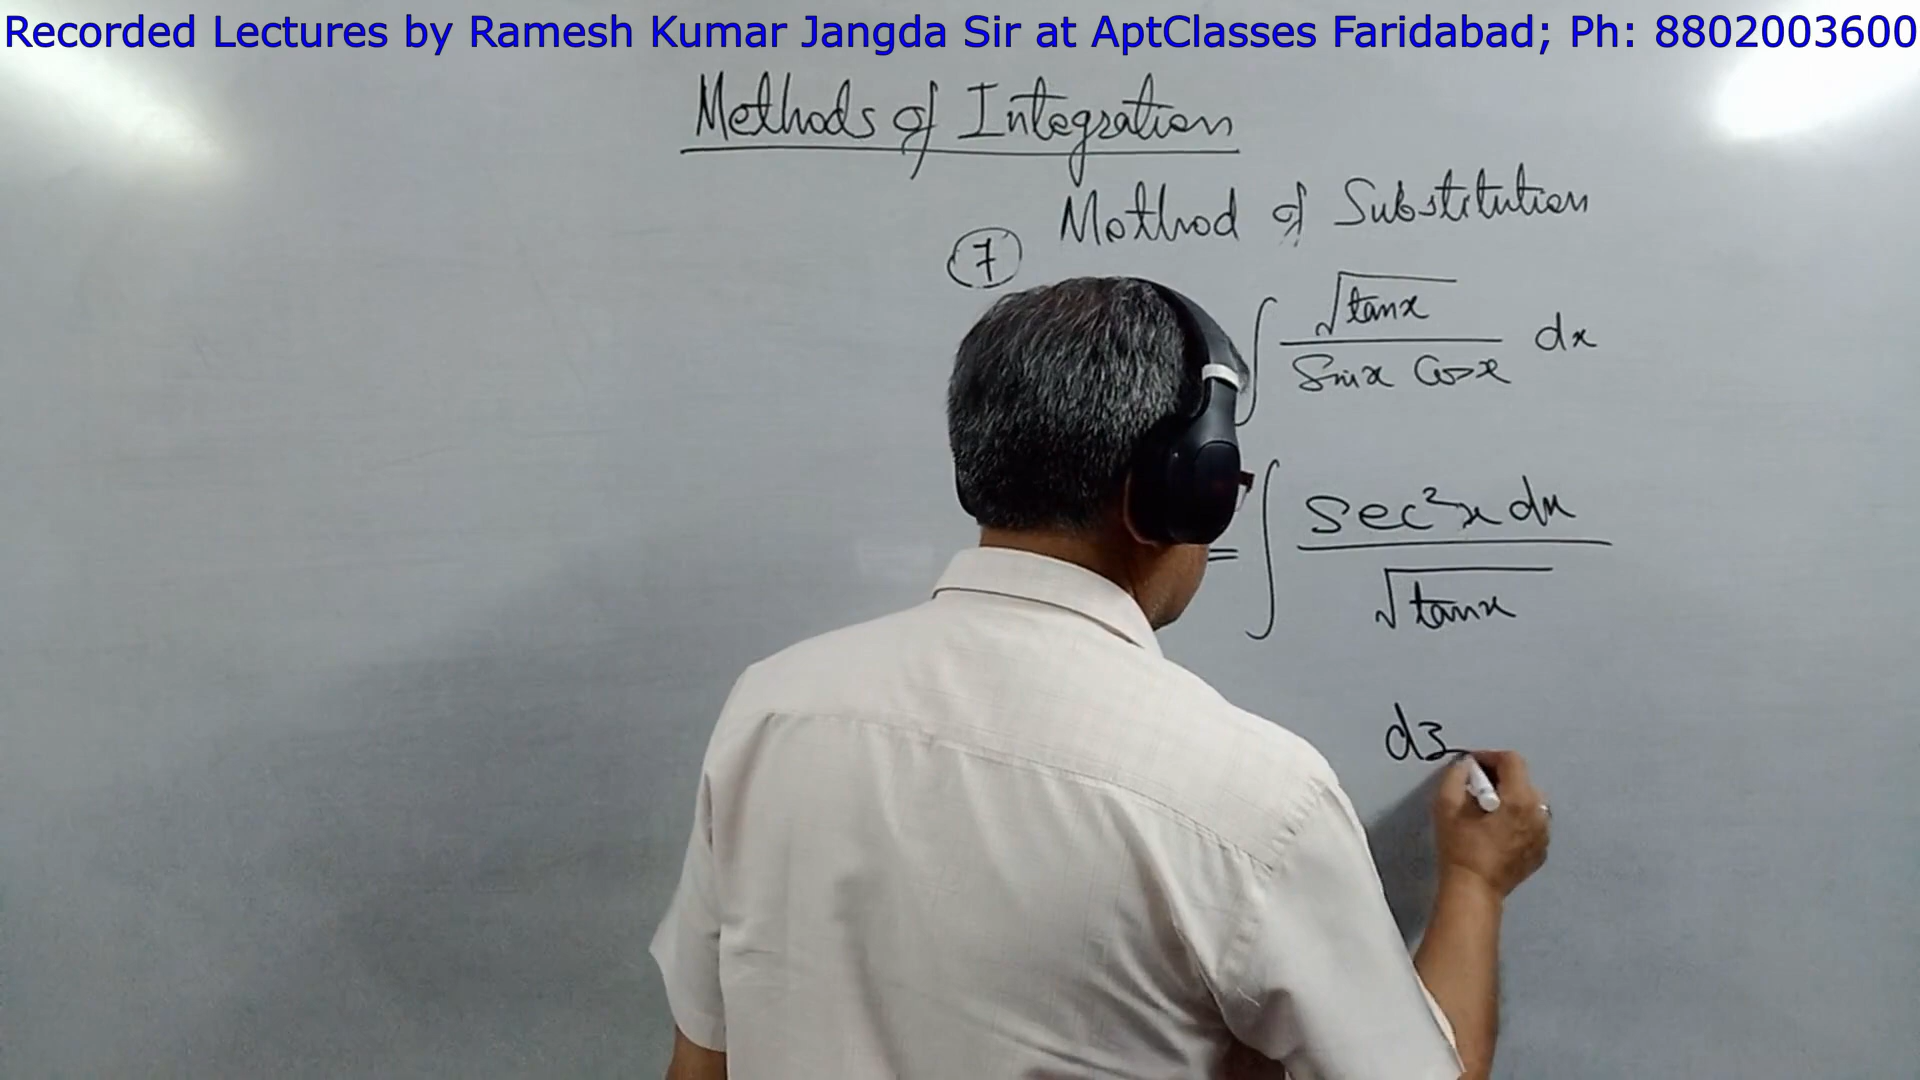 Recorded Lectures by Ramesh Kumar Jangda Sir at AptClasses Faridabad; Ph: 8802003600
Methods of Integration
Method of Substitution
7
∫ √tanx / Sinx Cosx dx
= ∫ sec²x dx / √tanx
dz